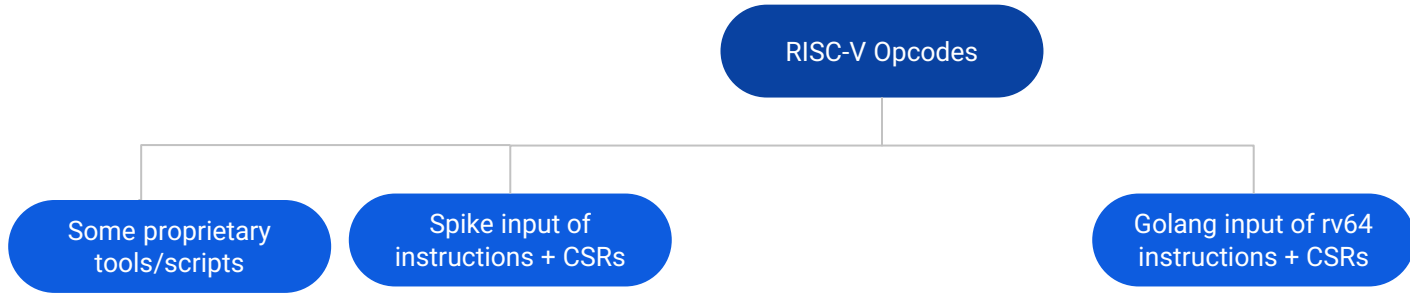 RISC-V Opcodes
Some proprietary
tools/scripts
Spike input of
instructions + CSRs
Golang input of rv64
instructions + CSRs